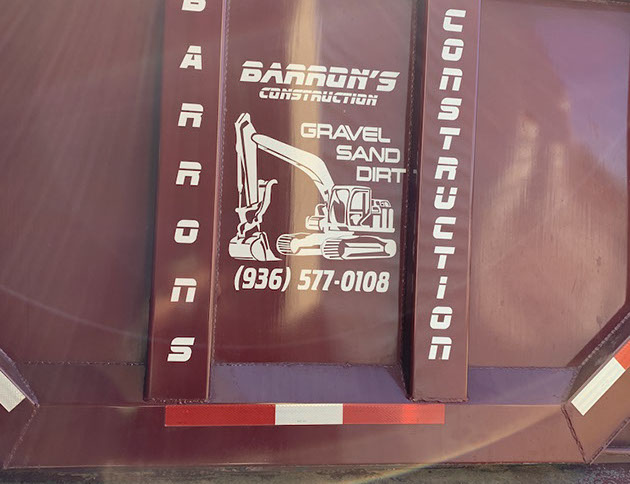 BARRONS
BARRON'S
CONSTRUCTION
GRAVEL
SAND
DIRT
(936) 577-0108
CONSTRUCTION